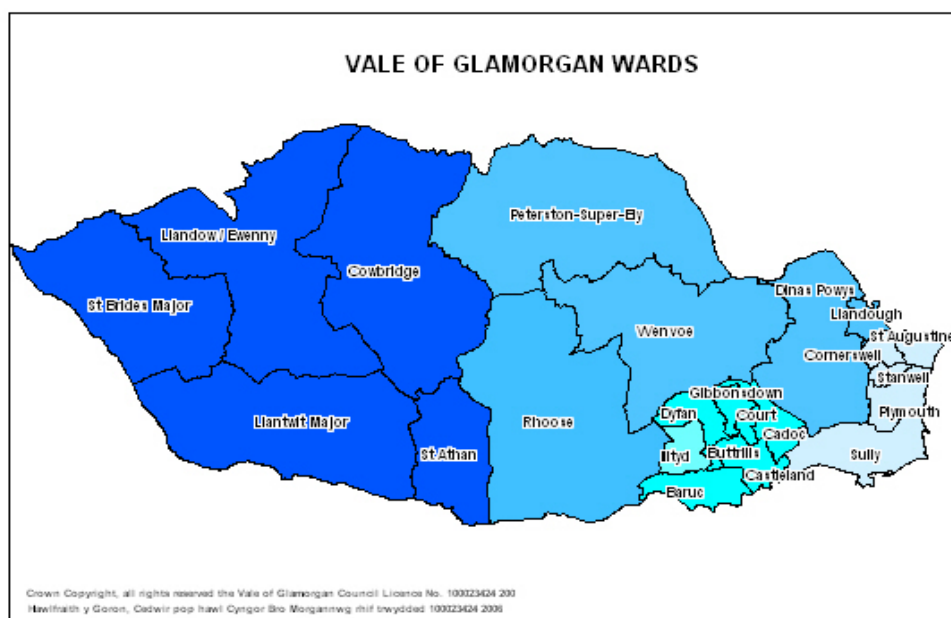 VALE OF GLAMORGAN WARDS
Peterston-Super-Ely
Llandow / Ewenny
Cowbridge
Dinas Powys
St Brides Major
Llandough
Wenvoe
St Augustine
Cornerswell
Stanwell
Gibbonsdown
Llantwit Major
Rhoose
Dyfan
Court
Plymouth
Cadoc
St Athan
Illtyd
Buttrills
Sully
Castleland
Baruc
Crown Copyright, all rights reserved the Vale of Glamorgan Council Licence No. 100023424 200
Hawlfraith y Goron, Cedwir pop hawl Cyngor Bro Morgannwg rhif trwydded 100023424 2006